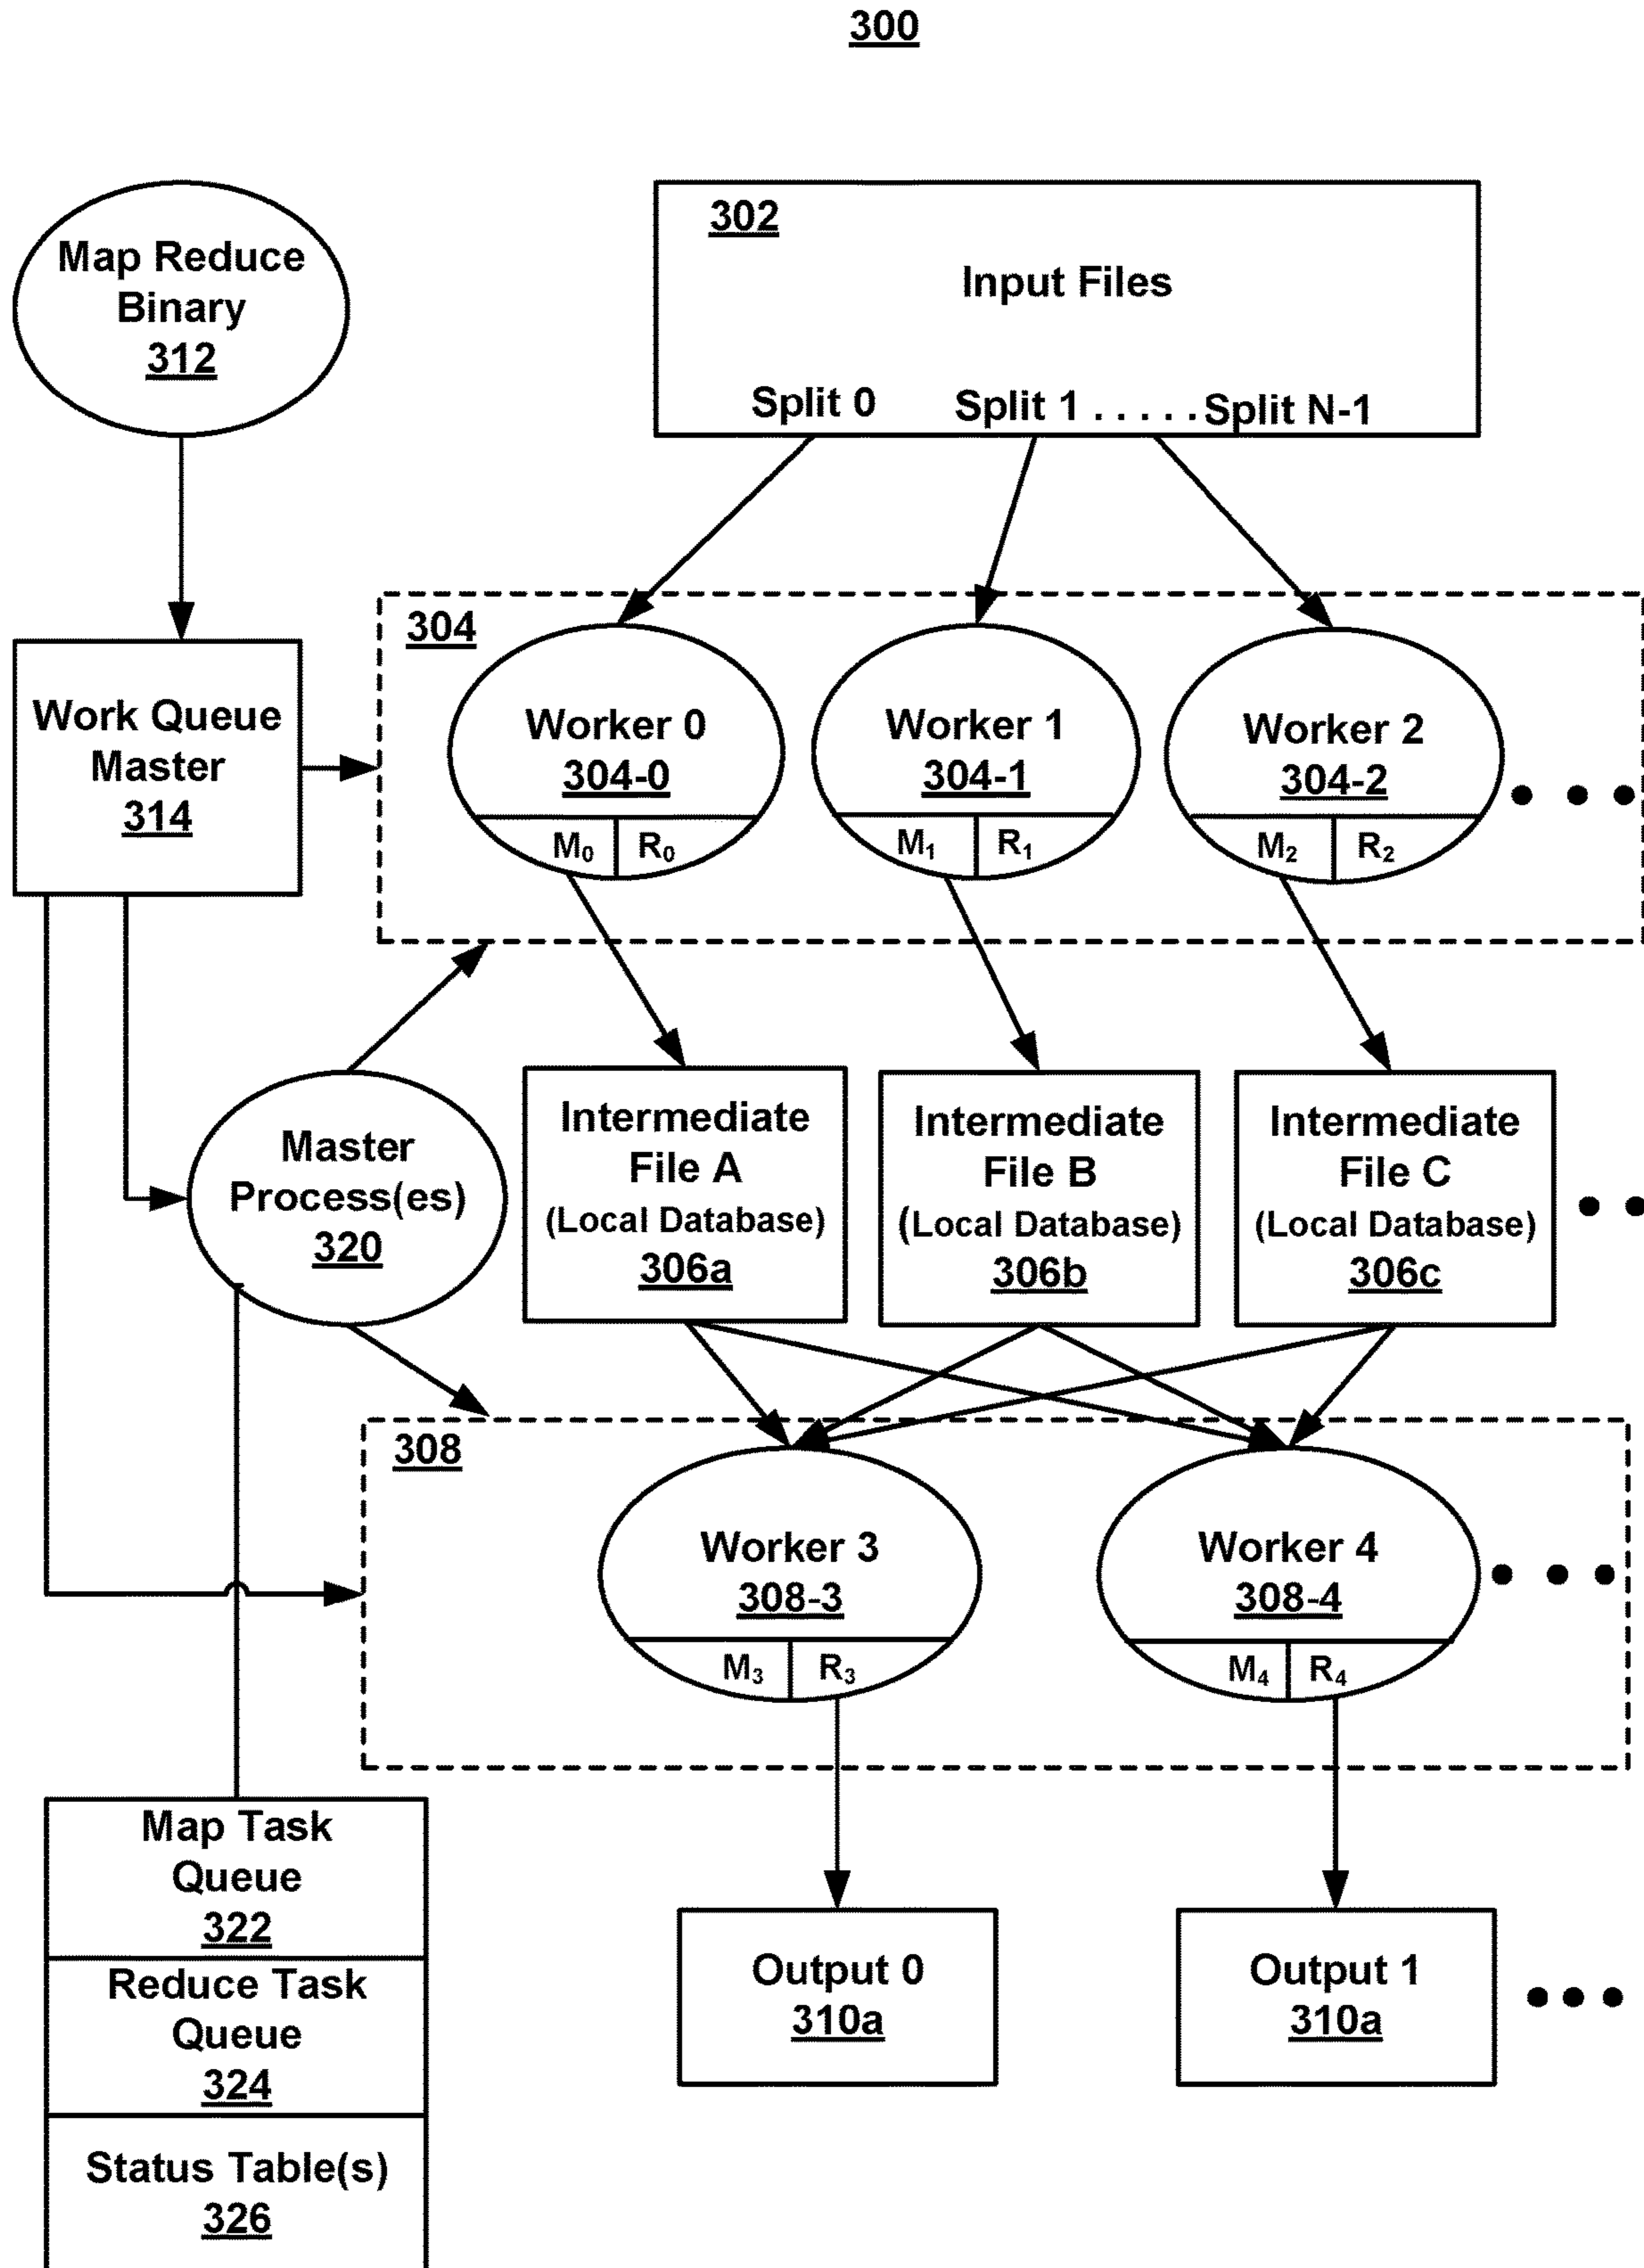 300
302
Input Files
Split 0 Split 1 . . . . . Split N-1
Map Reduce
Binary
312
304
Work Queue
Master
314
Worker 0
304-0
M₀ R₀
Worker 1
304-1
M₁ R₁
Worker 2
304-2
M₂ R₂
Master
Process(es)
320
Intermediate
File A
(Local Database)
306a
Intermediate
File B
(Local Database)
306b
Intermediate
File C
(Local Database)
306c
308
Worker 3
308-3
M₃ R₃
Worker 4
308-4
M₄ R₄
Map Task
Queue
322
Reduce Task
Queue
324
Status Table(s)
326
Output 0
310a
Output 1
310a